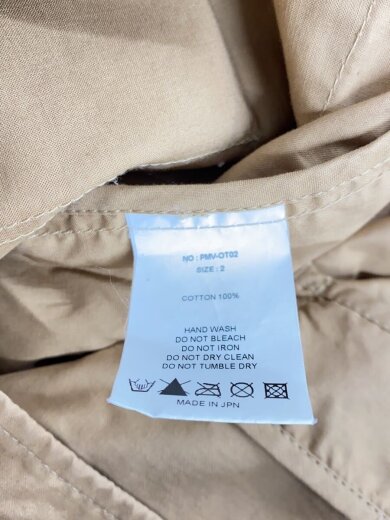 NO : PMV-OT02
SIZE : 2
COTTON 100%
HAND WASH
DO NOT BLEACH
DO NOT IRON
DO NOT DRY CLEAN
DO NOT TUMBLE DRY
MADE IN JPN